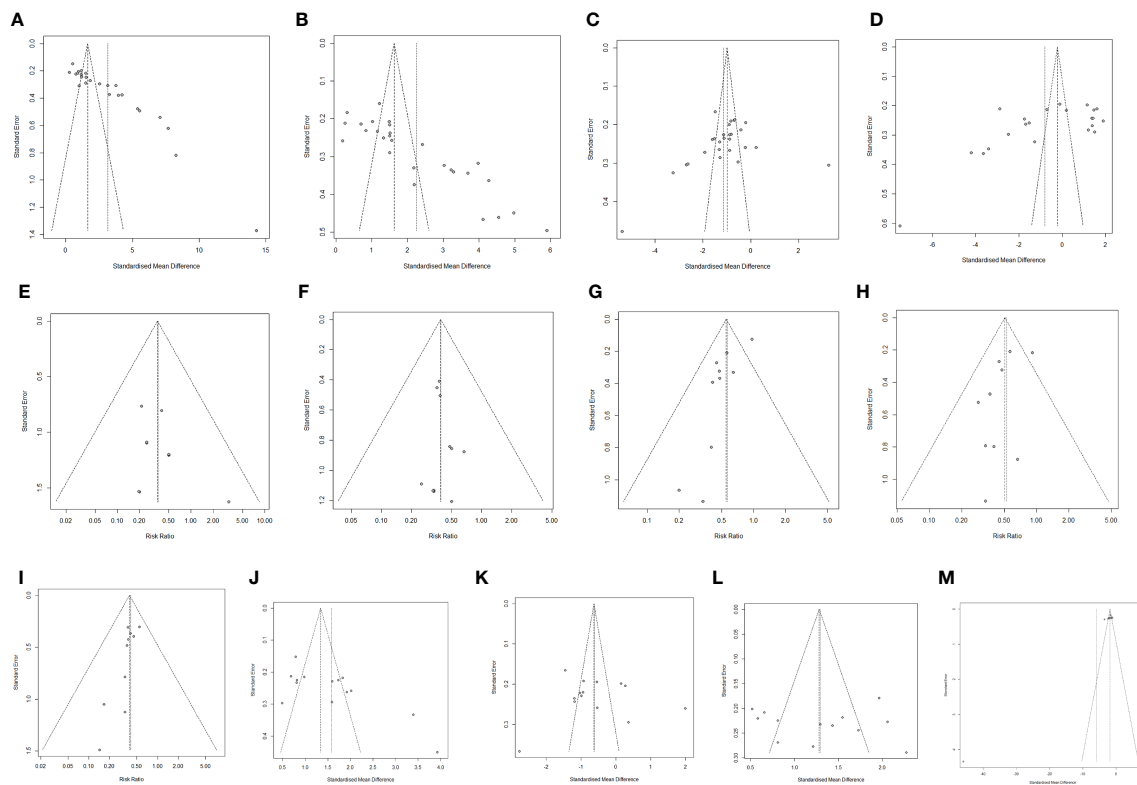 A
0.0
0.2
0.4
0.6
0.8
1.0
1.2
1.4
Standard Error
0 5 10 15
Standardised Mean Difference
B
0.0
0.1
0.2
0.3
0.4
0.5
Standard Error
0 1 2 3 4 5 6
Standardised Mean Difference
C
0.0
0.1
0.2
0.3
0.4
Standard Error
-4 -2 0 2
Standardised Mean Difference
D
0.0
0.1
0.2
0.3
0.4
0.5
0.6
Standard Error
-6 -4 -2 0 2
Standardised Mean Difference
E
0.0
0.5
1.0
1.5
Standard Error
0.02 0.05 0.10 0.20 0.50 1.00 2.00 5.00 10.00
Risk Ratio
F
0.0
0.2
0.4
0.6
0.8
1.0
1.2
Standard Error
0.05 0.10 0.20 0.50 1.00 2.00 5.00
Risk Ratio
G
0.0
0.2
0.4
0.6
0.8
1.0
Standard Error
0.1 0.2 0.5 1.0 2.0 5.0
Risk Ratio
H
0.0
0.2
0.4
0.6
0.8
1.0
Standard Error
0.05 0.10 0.20 0.50 1.00 2.00 5.00
Risk Ratio
I
0.0
0.5
1.0
1.5
Standard Error
0.02 0.05 0.10 0.20 0.50 1.00 2.00 5.00
Risk Ratio
J
0.0
0.1
0.2
0.3
0.4
Standard Error
0.5 1.0 1.5 2.0 2.5 3.0 3.5 4.0
Standardised Mean Difference
K
0.0
0.1
0.2
0.3
Standard Error
-2 -1 0 1 2
Standardised Mean Difference
L
0.00
0.05
0.10
0.15
0.20
0.25
0.30
Standard Error
0.5 1.0 1.5 2.0
Standardised Mean Difference
M
0
1
2
3
4
Standard Error
-40 -30 -20 -10 0
Standardised Mean Difference